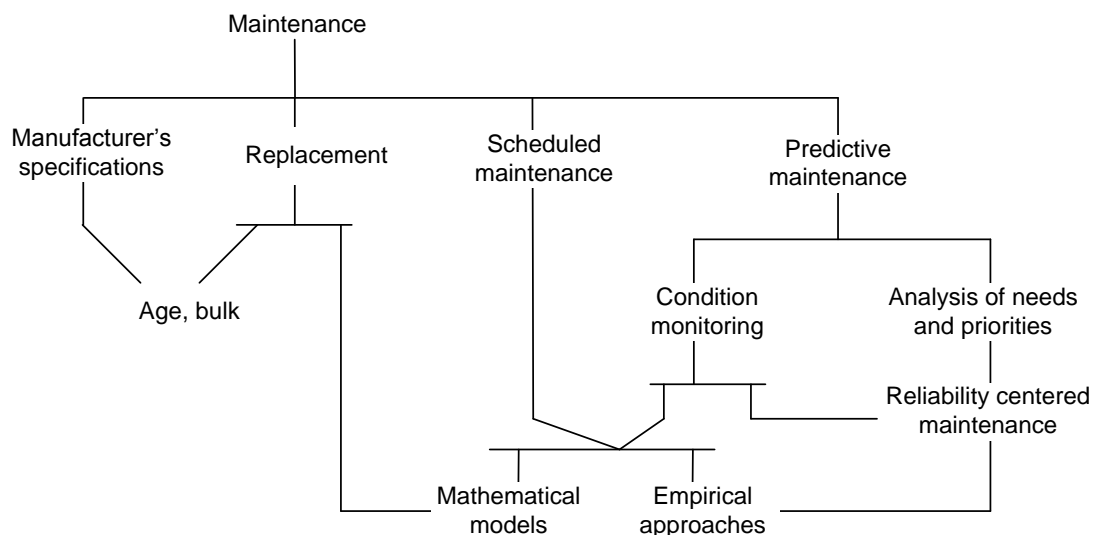 Maintenance
Manufacturer's
specifications
Replacement
Scheduled
maintenance
Predictive
maintenance
Age, bulk
Condition
monitoring
Analysis of needs
and priorities
Reliability centered
maintenance
Mathematical
models
Empirical
approaches